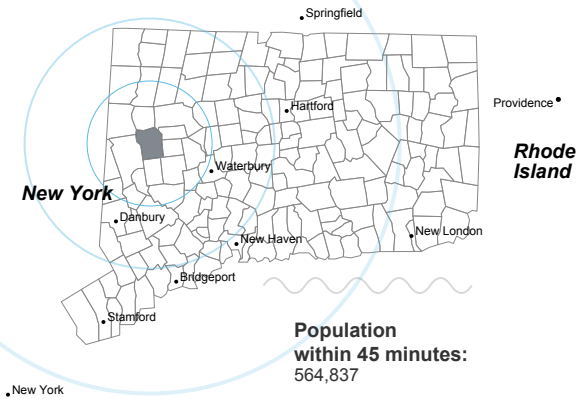 Springfield
Hartford
Providence
Rhode
Island
Waterbury
New York
Danbury
New Haven
New London
Bridgeport
Stamford
Population
within 45 minutes:
564,837
New York